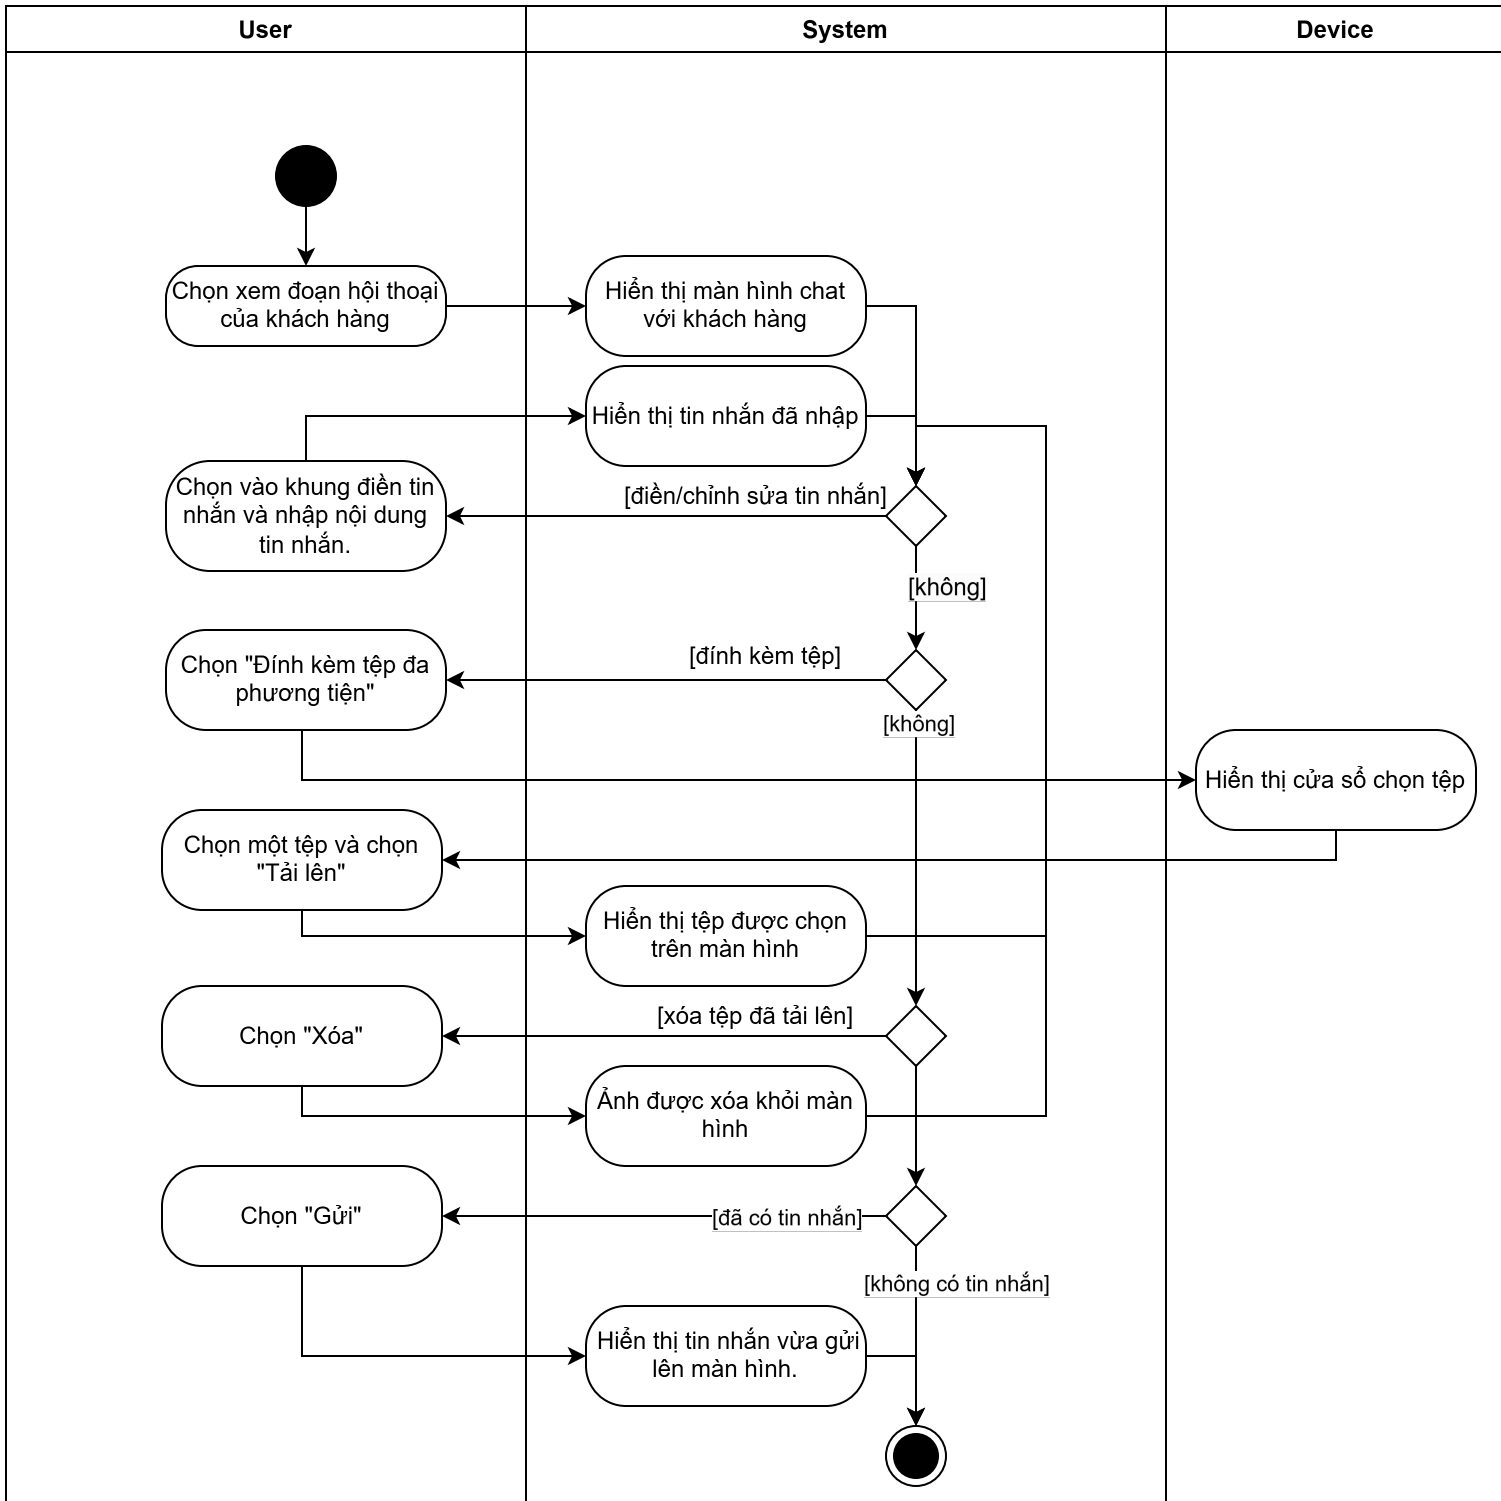 User
System
Device
Chọn xem đoạn hội thoại
của khách hàng
Hiển thị màn hình chat
với khách hàng
Hiển thị tin nhắn đã nhập
Chọn vào khung điền tin
nhắn và nhập nội dung
tin nhắn.
[điền/chỉnh sửa tin nhắn]
[không]
Chọn "Đính kèm tệp đa
phương tiện"
[đính kèm tệp]
[không]
Hiển thị cửa sổ chọn tệp
Chọn một tệp và chọn
"Tải lên"
Hiển thị tệp được chọn
trên màn hình
[xóa tệp đã tải lên]
Chọn "Xóa"
Ảnh được xóa khỏi màn
hình
Chọn "Gửi"
[đã có tin nhắn]
[không có tin nhắn]
Hiển thị tin nhắn vừa gửi
lên màn hình.